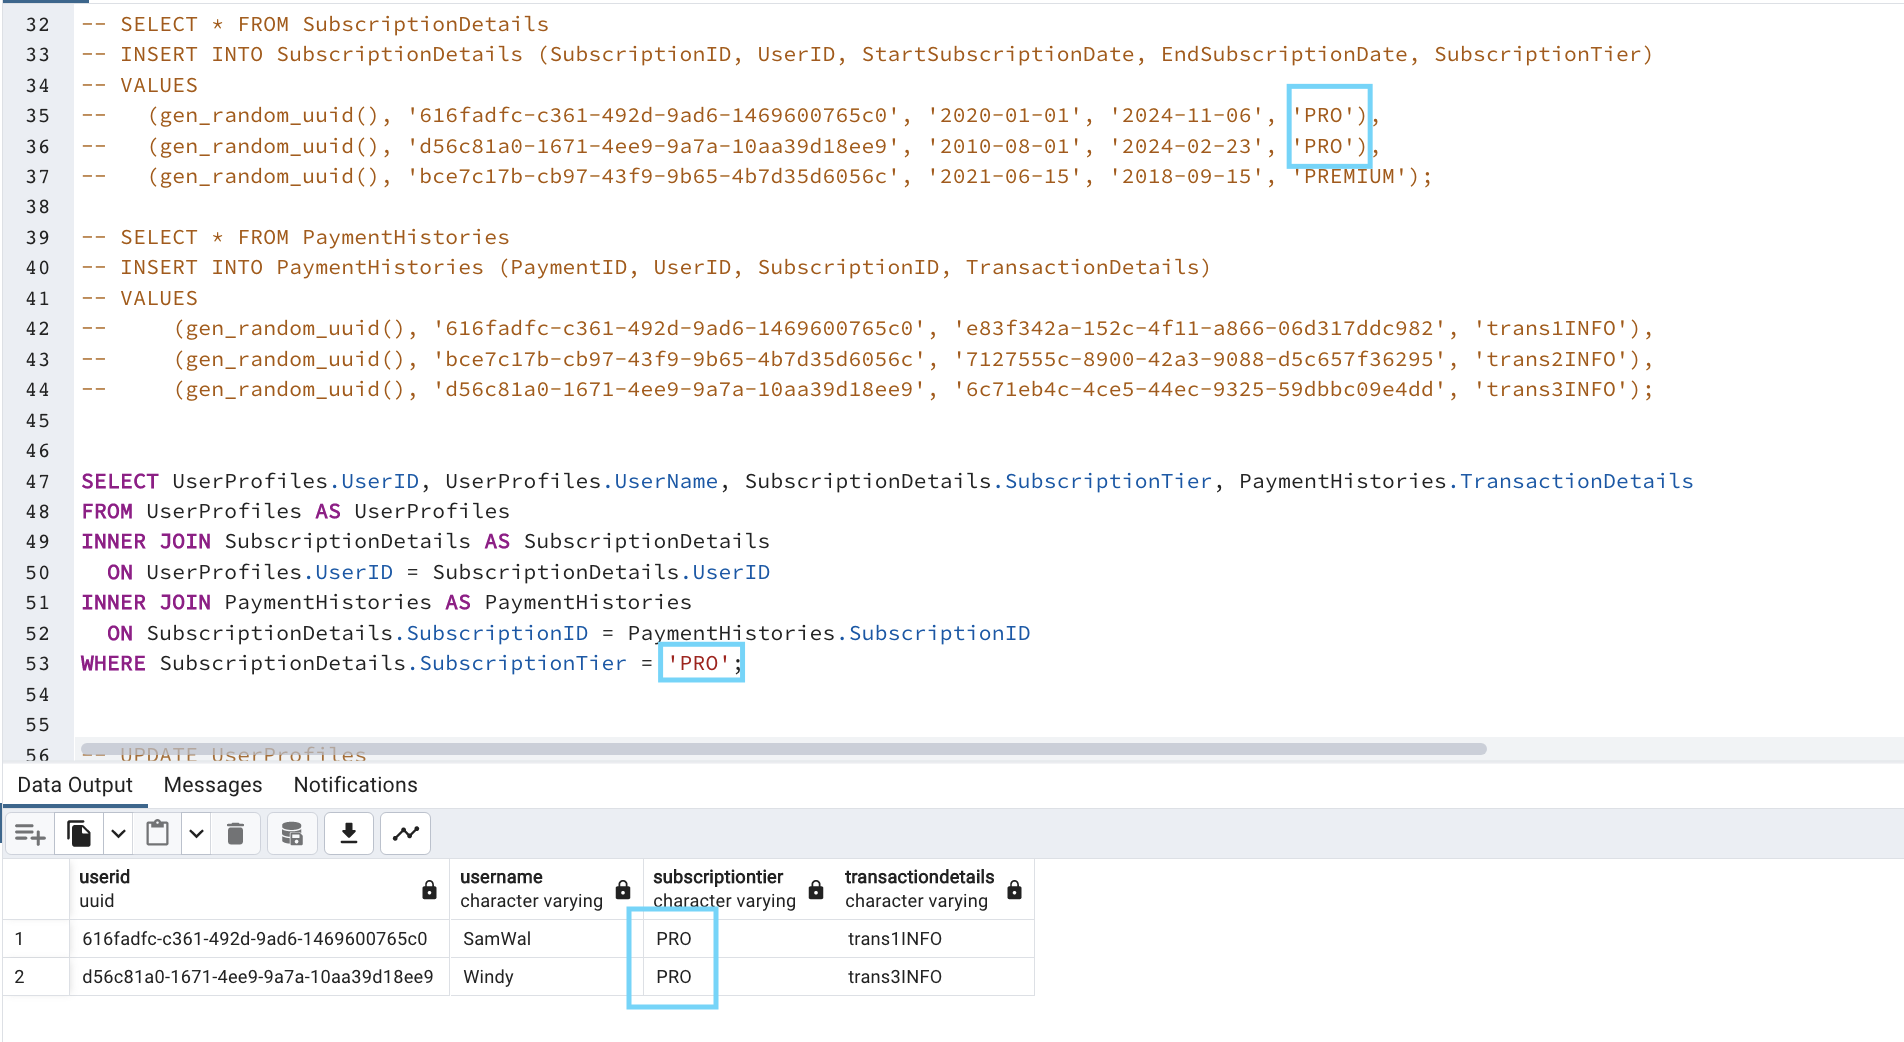 32 -- SELECT * FROM SubscriptionDetails
33 -- INSERT INTO SubscriptionDetails (SubscriptionID, UserID, StartSubscriptionDate, EndSubscriptionDate, SubscriptionTier)
34 -- VALUES
35 --   (gen_random_uuid(), '616fadfc-c361-492d-9ad6-1469600765c0', '2020-01-01', '2024-11-06', 'PRO'),
36 --   (gen_random_uuid(), 'd56c81a0-1671-4ee9-9a7a-10aa39d18ee9', '2010-08-01', '2024-02-23', 'PRO'),
37 --   (gen_random_uuid(), 'bce7c17b-cb97-43f9-9b65-4b7d35d6056c', '2021-06-15', '2018-09-15', 'PREMIUM');
38
39 -- SELECT * FROM PaymentHistories
40 -- INSERT INTO PaymentHistories (PaymentID, UserID, SubscriptionID, TransactionDetails)
41 -- VALUES
42 --     (gen_random_uuid(), '616fadfc-c361-492d-9ad6-1469600765c0', 'e83f342a-152c-4f11-a866-06d317ddc982', 'trans1INFO'),
43 --     (gen_random_uuid(), 'bce7c17b-cb97-43f9-9b65-4b7d35d6056c', '7127555c-8900-42a3-9088-d5c657f36295', 'trans2INFO'),
44 --     (gen_random_uuid(), 'd56c81a0-1671-4ee9-9a7a-10aa39d18ee9', '6c71eb4c-4ce5-44ec-9325-59dbbc09e4dd', 'trans3INFO');
45
46
47 SELECT UserProfiles.UserID, UserProfiles.UserName, SubscriptionDetails.SubscriptionTier, PaymentHistories.TransactionDetails
48 FROM UserProfiles AS UserProfiles
49 INNER JOIN SubscriptionDetails AS SubscriptionDetails
50   ON UserProfiles.UserID = SubscriptionDetails.UserID
51 INNER JOIN PaymentHistories AS PaymentHistories
52   ON SubscriptionDetails.SubscriptionID = PaymentHistories.SubscriptionID
53 WHERE SubscriptionDetails.SubscriptionTier = 'PRO';
54
55
56 -- UPDATE UserProfiles
Data Output Messages Notifications
userid username subscriptiontier transactiondetails
uuid character varying character varying character varying
1 616fadfc-c361-492d-9ad6-1469600765c0 SamWal PRO trans1INFO
2 d56c81a0-1671-4ee9-9a7a-10aa39d18ee9 Windy PRO trans3INFO